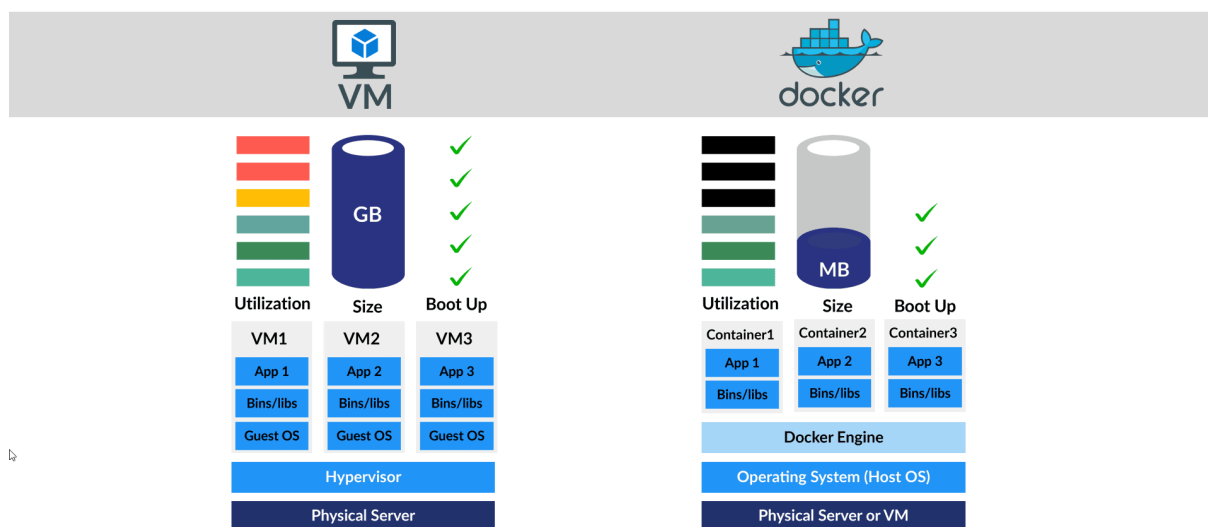 VM
docker
GB
MB
Utilization Size Boot Up
Utilization Size Boot Up
VM1 VM2 VM3
App 1 App 2 App 3
Bins/libs Bins/libs Bins/libs
Guest OS Guest OS Guest OS
Hypervisor
Physical Server
Container1 Container2 Container3
App 1 App 2 App 3
Bins/libs Bins/libs Bins/libs
Docker Engine
Operating System (Host OS)
Physical Server or VM